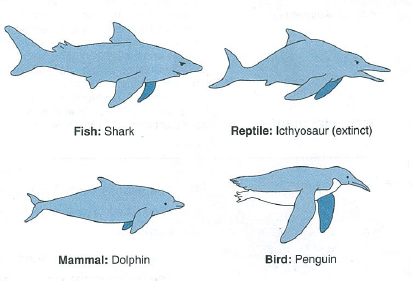 Fish: Shark
Reptile: Icthyosaur (extinct)
Mammal: Dolphin
Bird: Penguin